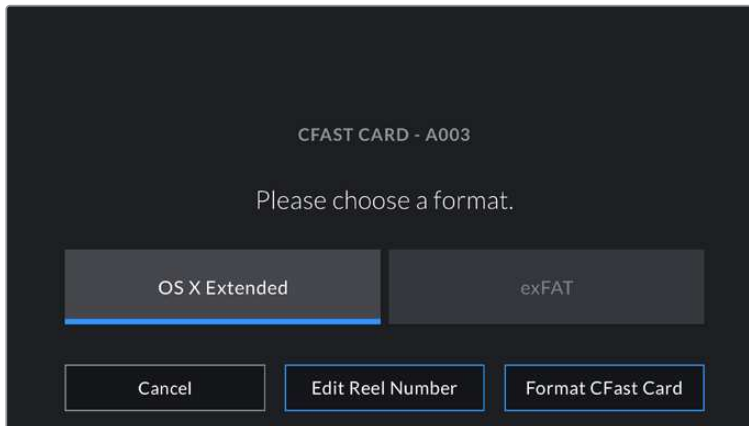 CFAST CARD - A003
Please choose a format.
OS X Extended
exFAT
Cancel
Edit Reel Number
Format CFast Card